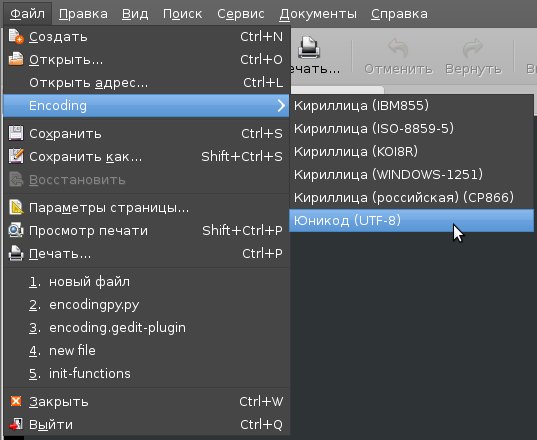 Файл Правка Вид Поиск Сервис Документы Справка
Создать Ctrl+N
Открыть... Ctrl+O
ечать... Отменить Вернуть
Открыть адрес... Ctrl+L
Encoding
Кириллица (IBM855)
Кириллица (ISO-8859-5)
Кириллица (KOI8R)
Кириллица (WINDOWS-1251)
Кириллица (российская) (CP866)
Юникод (UTF-8)
Сохранить Ctrl+S
Сохранить как... Shift+Ctrl+S
Восстановить
Параметры страницы...
Просмотр печати Shift+Ctrl+P
Печать... Ctrl+P
1. новый файл
2. encodingpy.py
3. encoding.gedit-plugin
4. new file
5. init-functions
Закрыть Ctrl+W
Выйти Ctrl+Q